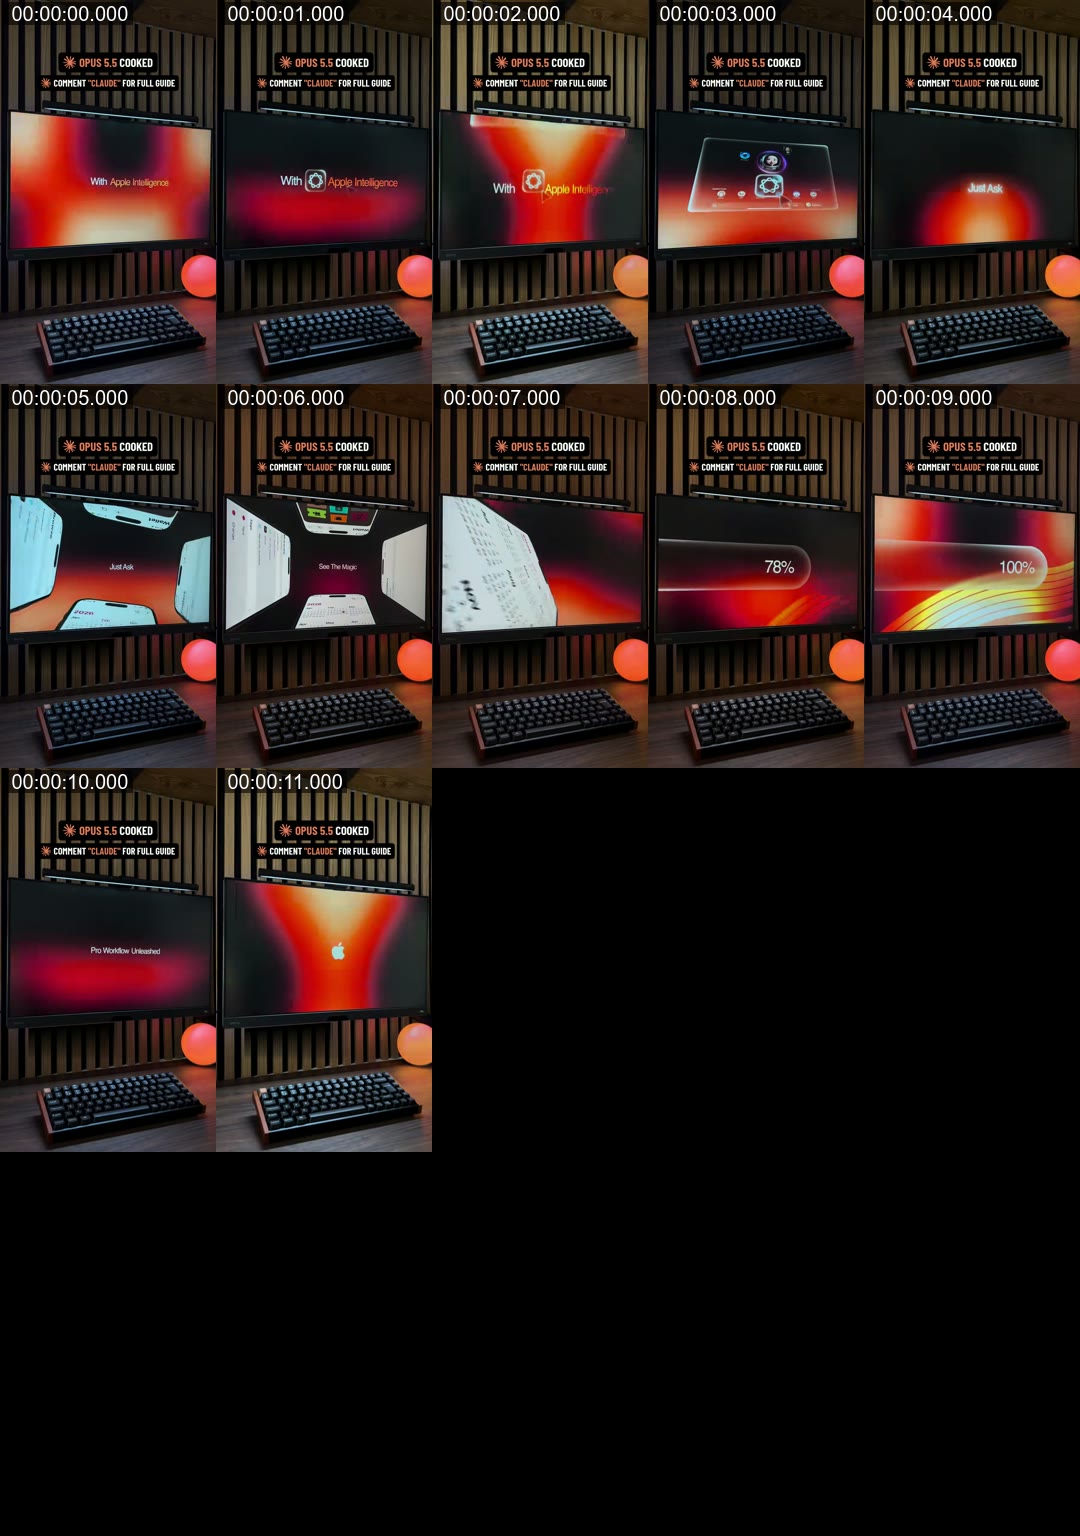 00:00:00.000
OPUS 5.5 COOKED
COMMENT "CLAUDE" FOR FULL GUIDE
With Apple Intelligence
00:00:01.000
OPUS 5.5 COOKED
COMMENT "CLAUDE" FOR FULL GUIDE
With Apple Intelligence
00:00:02.000
OPUS 5.5 COOKED
COMMENT "CLAUDE" FOR FULL GUIDE
With Apple Intelligence
00:00:03.000
OPUS 5.5 COOKED
COMMENT "CLAUDE" FOR FULL GUIDE
00:00:04.000
OPUS 5.5 COOKED
COMMENT "CLAUDE" FOR FULL GUIDE
Just Ask
00:00:05.000
OPUS 5.5 COOKED
COMMENT "CLAUDE" FOR FULL GUIDE
Wallet
Just Ask
2026
00:00:06.000
OPUS 5.5 COOKED
COMMENT "CLAUDE" FOR FULL GUIDE
Wallet
See The Magic
2026
00:00:07.000
OPUS 5.5 COOKED
COMMENT "CLAUDE" FOR FULL GUIDE
00:00:08.000
OPUS 5.5 COOKED
COMMENT "CLAUDE" FOR FULL GUIDE
78%
00:00:09.000
OPUS 5.5 COOKED
COMMENT "CLAUDE" FOR FULL GUIDE
100%
00:00:10.000
OPUS 5.5 COOKED
COMMENT "CLAUDE" FOR FULL GUIDE
Pro Workflow Unleashed
00:00:11.000
OPUS 5.5 COOKED
COMMENT "CLAUDE" FOR FULL GUIDE